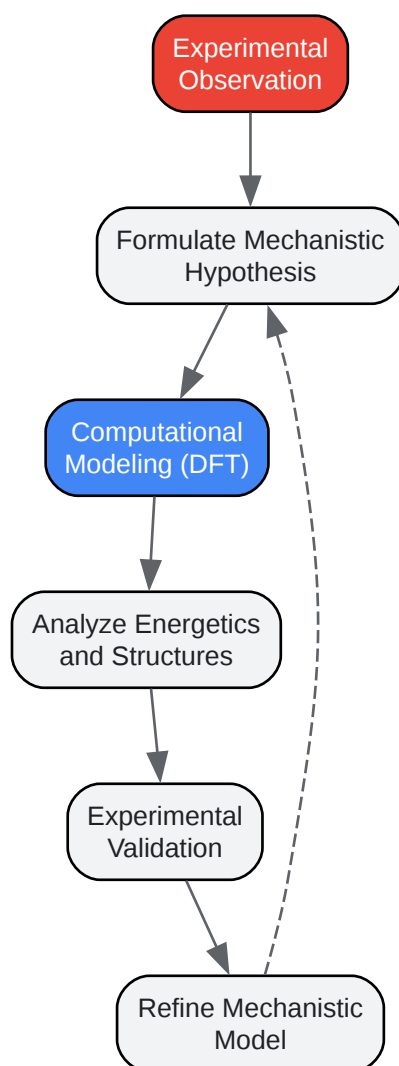 Experimental
Observation
Formulate Mechanistic
Hypothesis
Computational
Modeling (DFT)
Analyze Energetics
and Structures
Experimental
Validation
Refine Mechanistic
Model